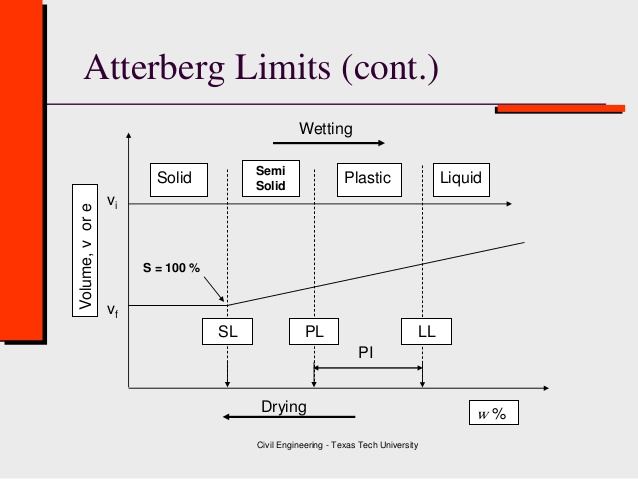 Atterberg Limits (cont.)
Wetting
Solid
Semi
Solid
Plastic
Liquid
Volume, v or e
vi
S = 100 %
vf
SL
PL
LL
PI
Drying
w %
Civil Engineering - Texas Tech University